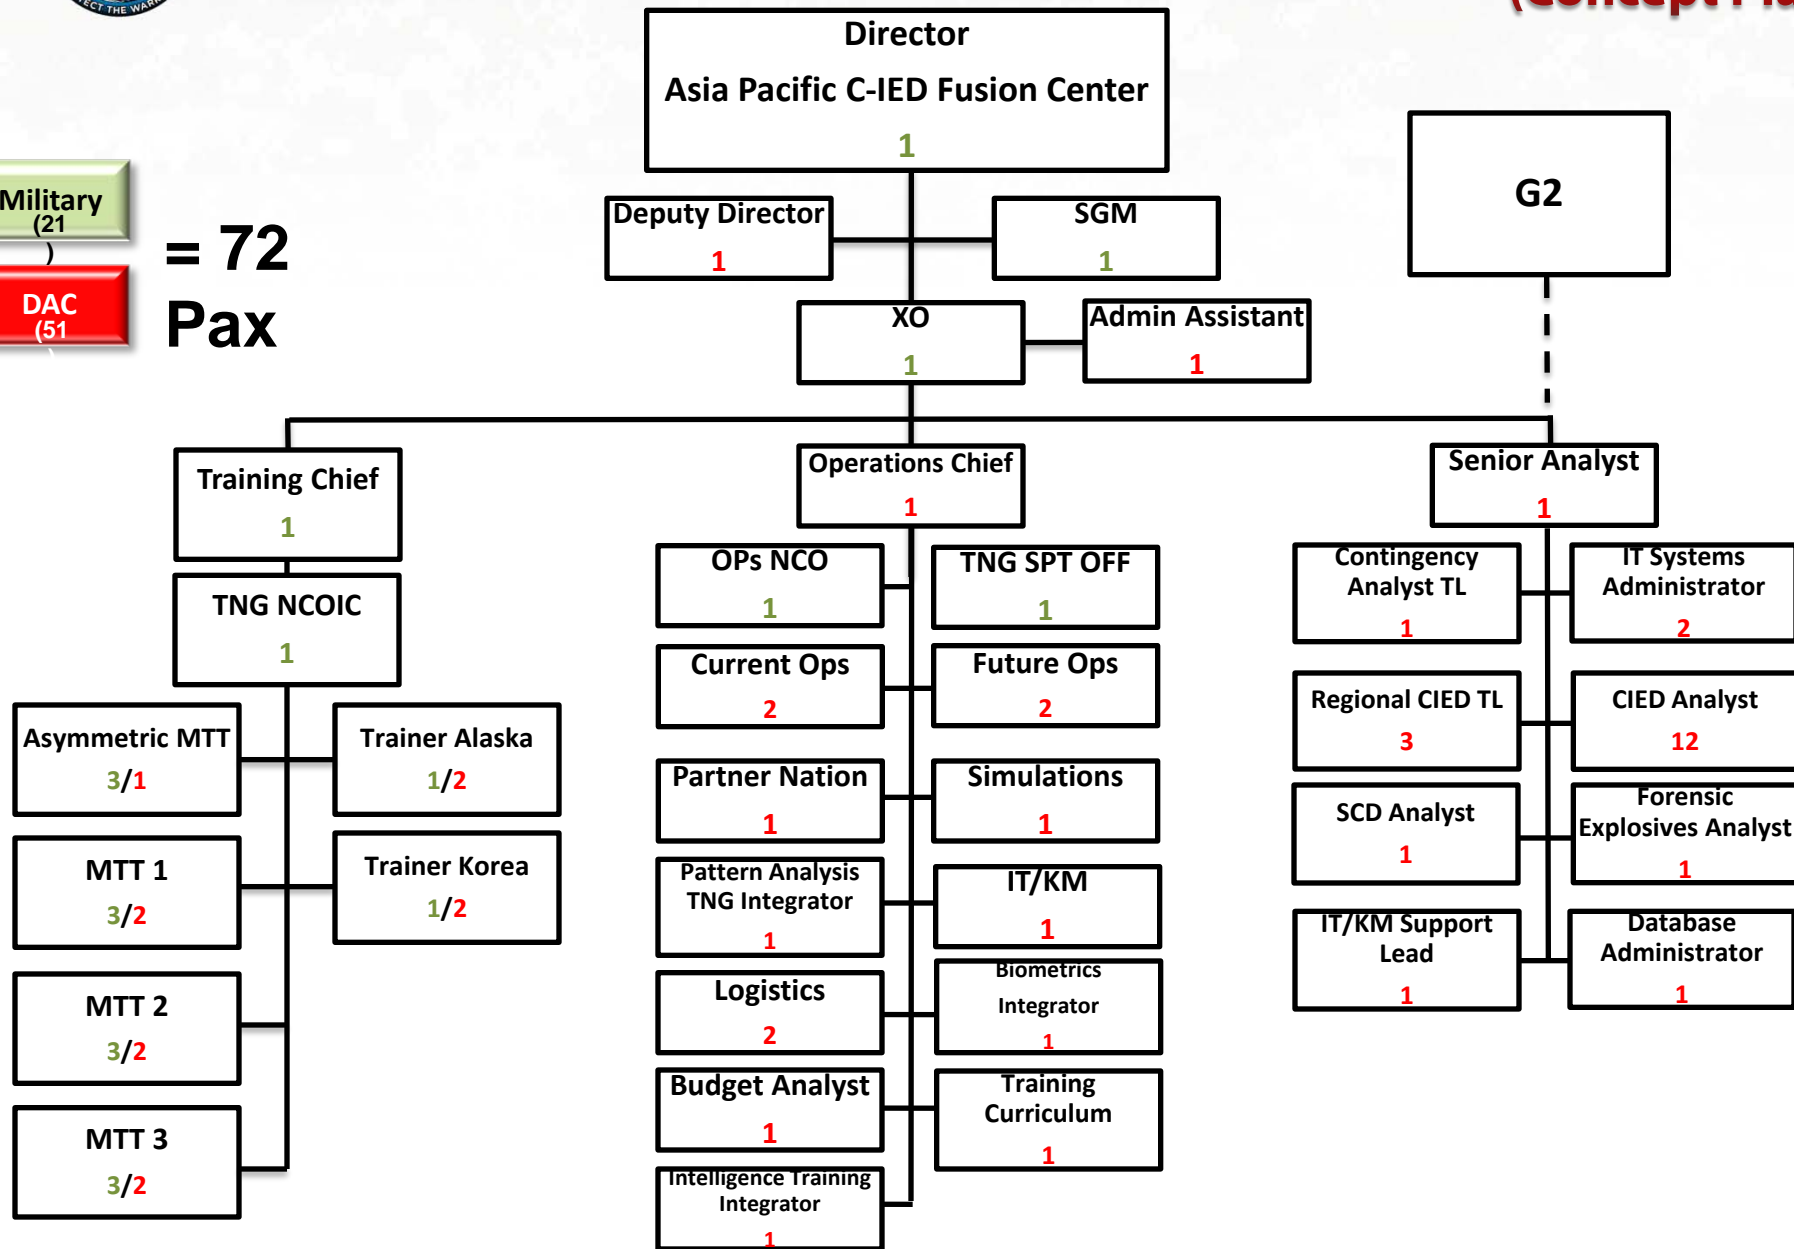 (Concept Pla
Director
Asia Pacific C-IED Fusion Center
1
G2
Military
(21
)
DAC
(51
= 72
Pax
Deputy Director
1
SGM
1
XO
1
Admin Assistant
1
Training Chief
1
TNG NCOIC
1
Asymmetric MTT
3/1
Trainer Alaska
1/2
MTT 1
3/2
Trainer Korea
1/2
MTT 2
3/2
MTT 3
3/2
Operations Chief
1
OPs NCO
1
TNG SPT OFF
1
Current Ops
2
Future Ops
2
Partner Nation
1
Simulations
1
Pattern Analysis
TNG Integrator
1
IT/KM
1
Logistics
2
Biometrics
Integrator
1
Budget Analyst
1
Training
Curriculum
1
Intelligence Training
Integrator
1
Senior Analyst
1
Contingency
Analyst TL
1
IT Systems
Administrator
2
Regional CIED TL
3
CIED Analyst
12
SCD Analyst
1
Forensic
Explosives Analyst
1
IT/KM Support
Lead
1
Database
Administrator
1